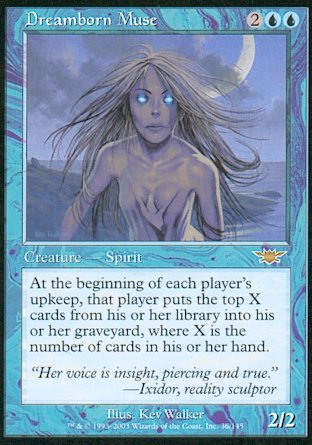 Dreamborn Muse 2
Creature — Spirit
At the beginning of each player's
upkeep, that player puts the top X
cards from his or her library into his
or her graveyard, where X is the
number of cards in his or her hand.
"Her voice is insight, piercing and true."
—Ixidor, reality sculptor
Illus. Kev Walker
™ & © 1993-2003 Wizards of the Coast, Inc. 36/145
2/2